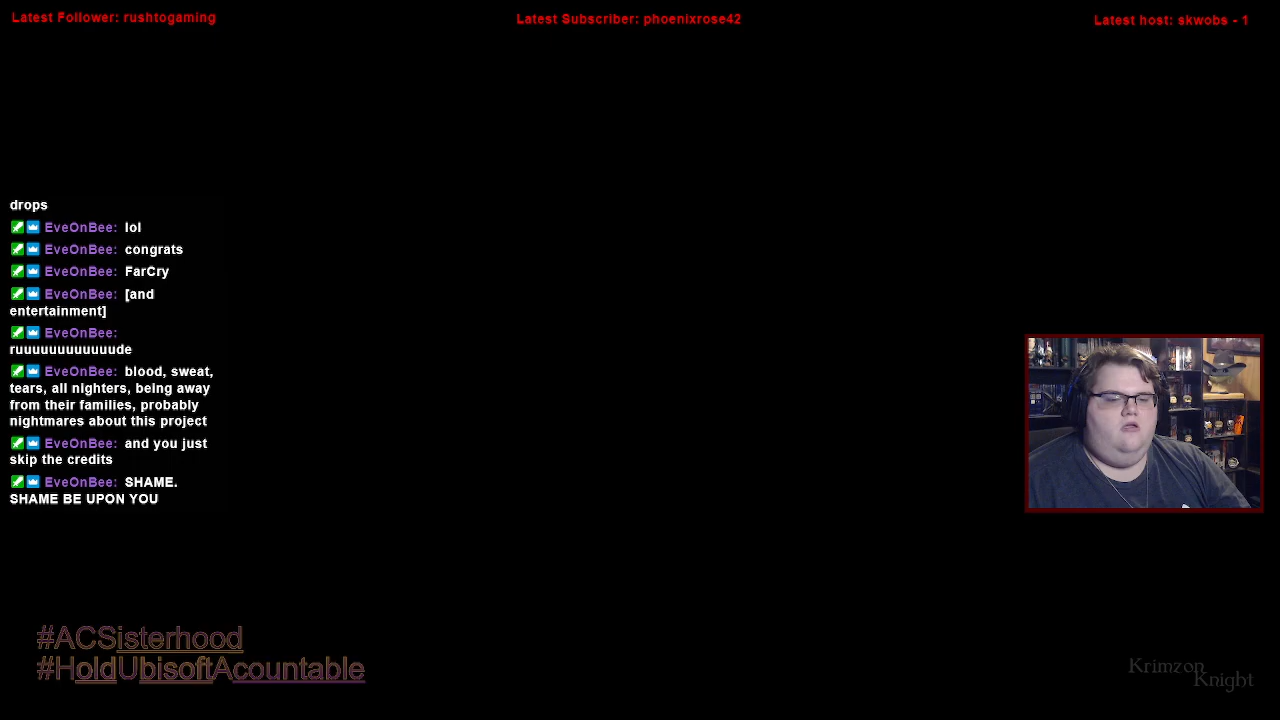 Latest Follower: rushtogaming
Latest Subscriber: phoenixrose42
Latest host: skwobs - 1
drops
EveOnBee: lol
EveOnBee: congrats
EveOnBee: FarCry
EveOnBee: [and
entertainment]
EveOnBee:
ruuuuuuuuuuuude
EveOnBee: blood, sweat,
tears, all nighters, being away
from their families, probably
nightmares about this project
EveOnBee: and you just
skip the credits
EveOnBee: SHAME.
SHAME BE UPON YOU
#ACSisterhood
#HoldUbisoftAcountable
Krimzon
Knight